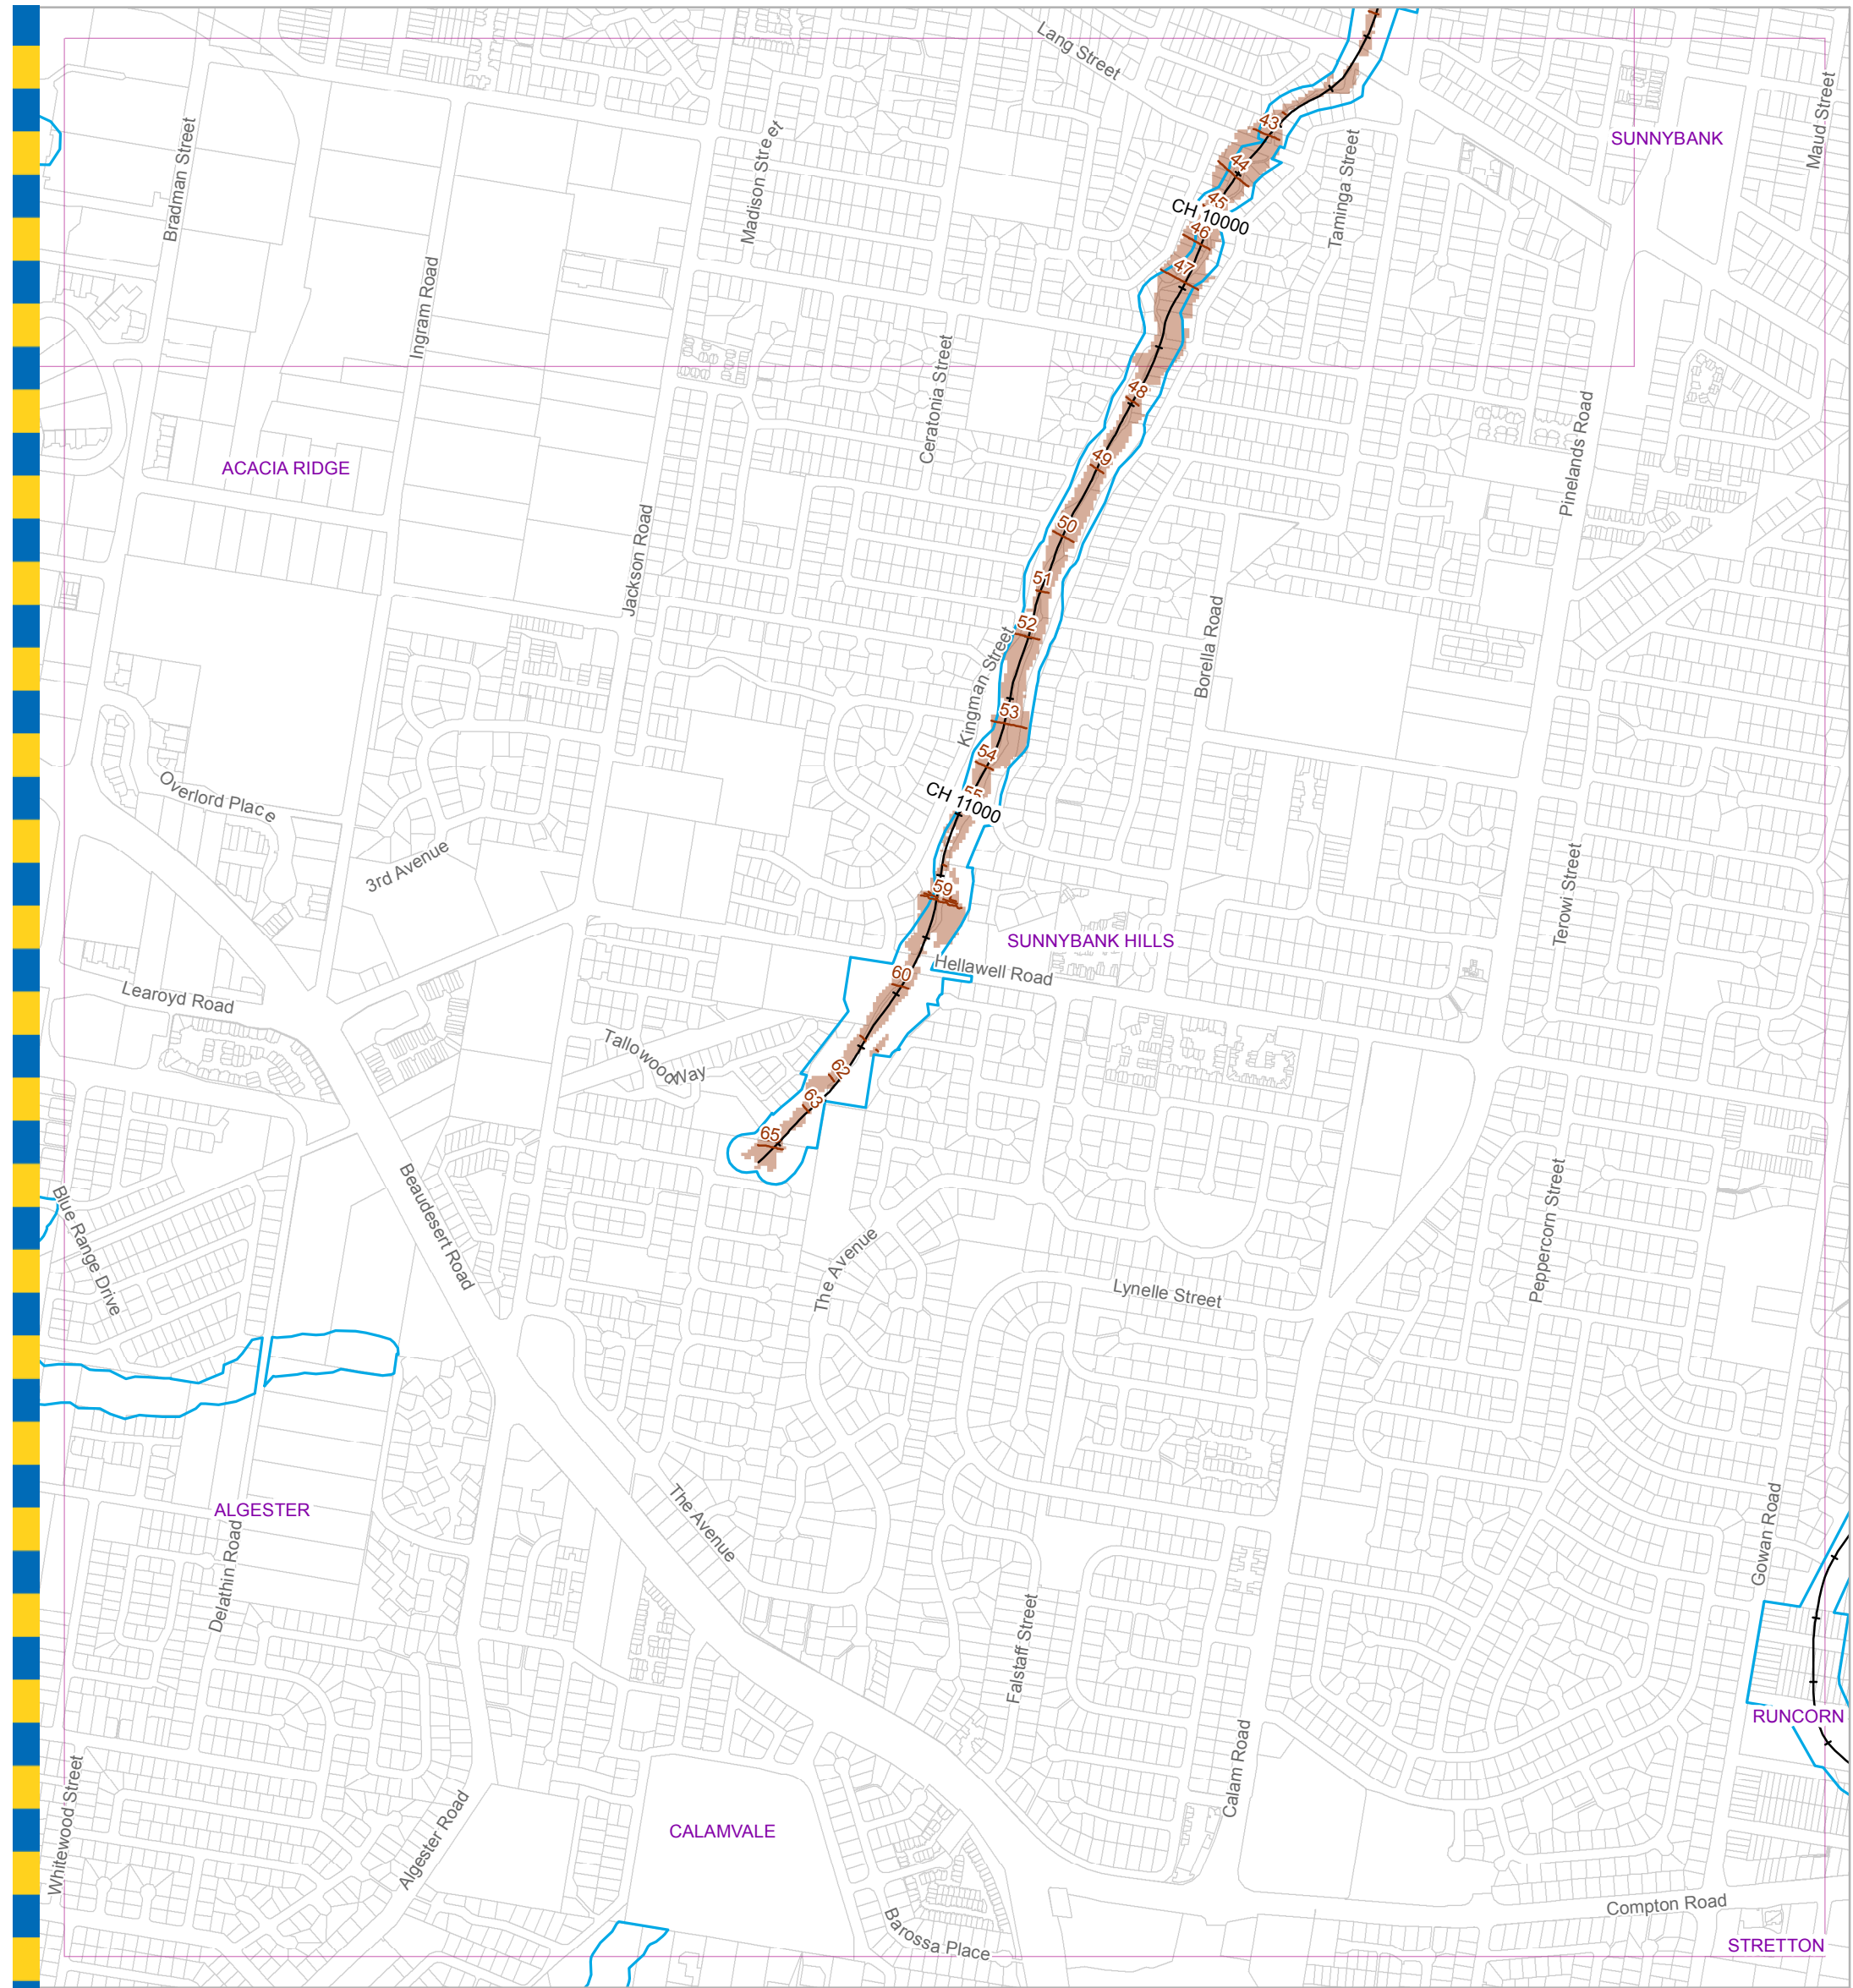 Lang Street
43
SUNNYBANK
Maud Street
Bradman Street
Madison Street
44
Taminga Street
45
CH 10000
46
47
Ingram Road
Ceratonia Street
48
Pinelands Road
49
ACACIA RIDGE
Jackson Road
50
51
52
Kingman Street
Borella Road
53
54
55
CH 11000
Overlord Place
3rd Avenue
59
Terowi Street
SUNNYBANK HILLS
Hellawell Road
60
Learoyd Road
Tallowood Way
62
63
65
Blue Range Drive
Beaudesert Road
The Avenue
Peppercorn Street
Lynelle Street
ALGESTER
The Avenue
Delathin Road
Gowan Road
Falstaff Street
RUNCORN
Calam Road
Whitewood Street
Algester Road
CALAMVALE
Compton Road
Barossa Place
STRETTON